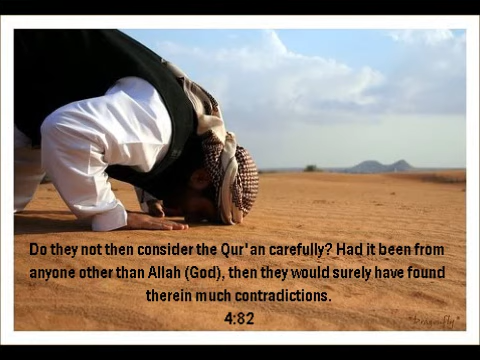 Do they not then consider the Qur'an carefully? Had it been from
anyone other than Allah (God), then they would surely have found
therein much contradictions.
4:82